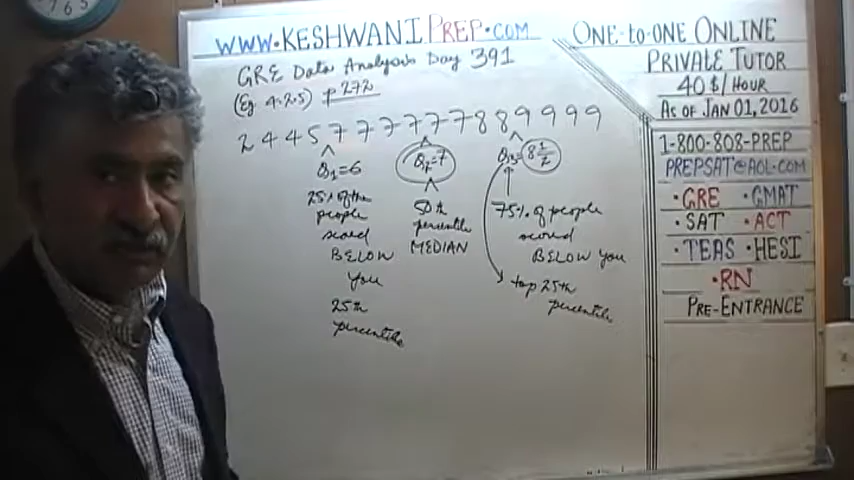 WWW.KESHWANIPREP.COM
GRE Data Analysis Day 391
(Eg 4.2.5) p 272
2 4 4 5 7 7 7 7 7 7 8 8 9 9 9 9
Q1=6
25% of the
people
scored
BELOW
you
25th
percentile
Q2=7
50th
percentile
MEDIAN
Q3=8 1/2
75% of people
scored
BELOW you
top 25th
percentile
ONE-TO-ONE ONLINE
PRIVATE TUTOR
40 $/HOUR
AS OF JAN 01, 2016
1-800-808-PREP
PREPSAT@AOL.COM
•GRE •GMAT
•SAT •ACT
•TEAS •HESI
•RN
PRE-ENTRANCE
7 6 5